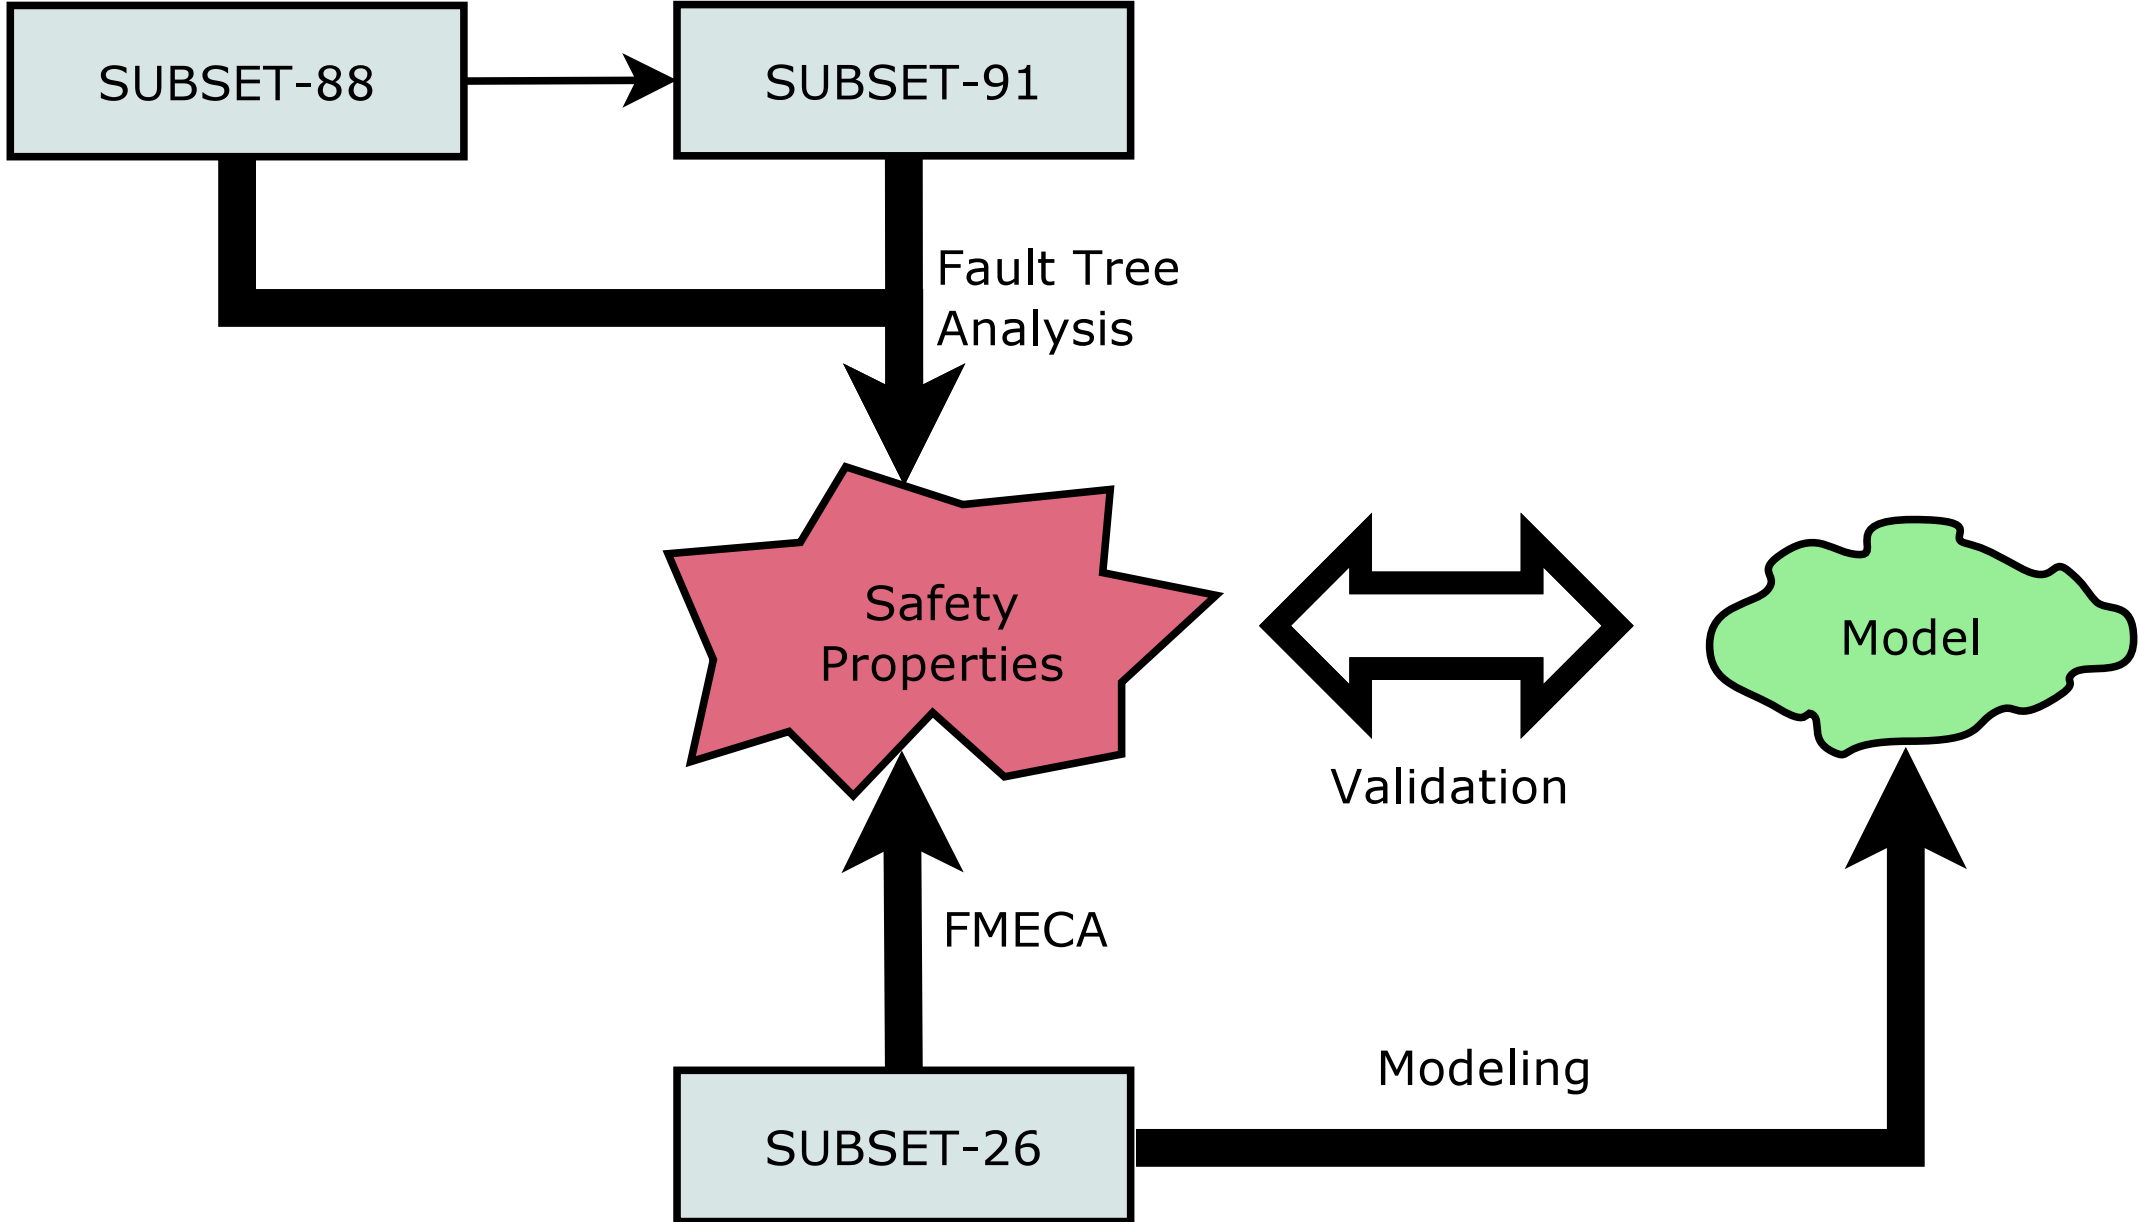 SUBSET-88
SUBSET-91
Fault Tree
Analysis
Safety
Properties
Model
Validation
FMECA
Modeling
SUBSET-26